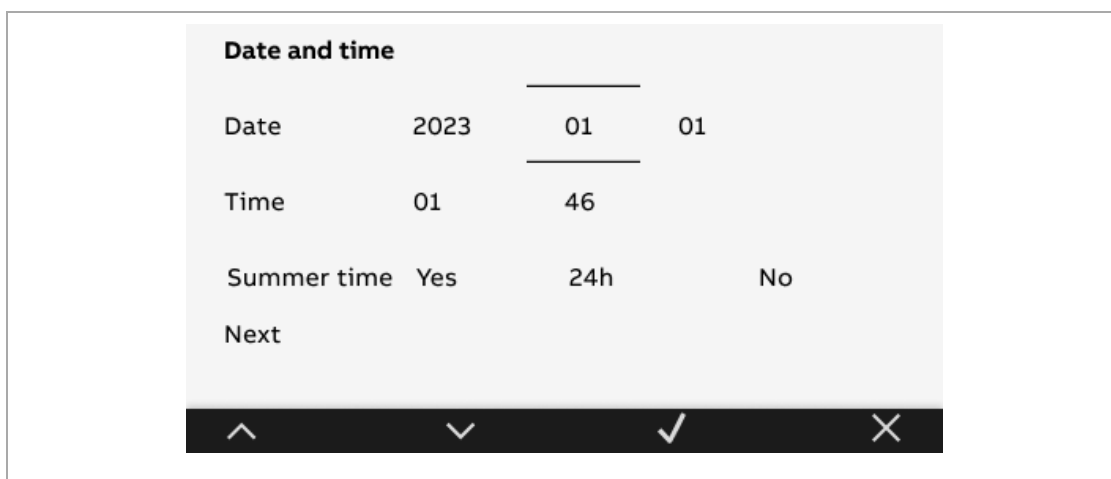 Date and time
Date 2023 01 01
Time 01 46
Summer time Yes 24h No
Next